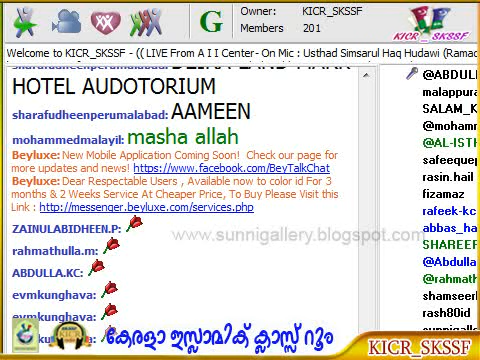 Owner: KICR_SKSSF
G Members 201
KICR_SKSSF
Welcome to KICR_SKSSF - (( LIVE From A I I Center- On Mic : Usthad Simsarul Haq Hudawi (Ramad
HOTEL AUDOTORIUM
sharafudheenperumalabad: AAMEEN
mohammedmalayil: masha allah
Beyluxe: New Mobile Application Coming Soon! Check our page for
more updates and news! https://www.facebook.com/BeyTalkChat
Beyluxe: Dear Respectable Users , Available now to color id For 3
months & 2 Weeks Service At Cheaper Price, To Buy Please Visit this
Link : http://messenger.beyluxe.com/services.php
ZAINULABIDHEEN.P:
rahmathulla.m:
ABDULLA.KC:
evmkunghava:
evmkunghava:
@ABDULL
malappura
SALAM_K
@mohamm
@AL-ISTH
safeequep
rasin.hail
fizamaz
rafeek-kc
abbas_ha
SHAREEF
@Abdulla
@rahmath
shamseerl
rash80id
www.sunnigallery.blogspot.com
കേരളാ ഇസ്ലാമിക് ക്ലാസ്സ് റൂം
KICR_SKSSF